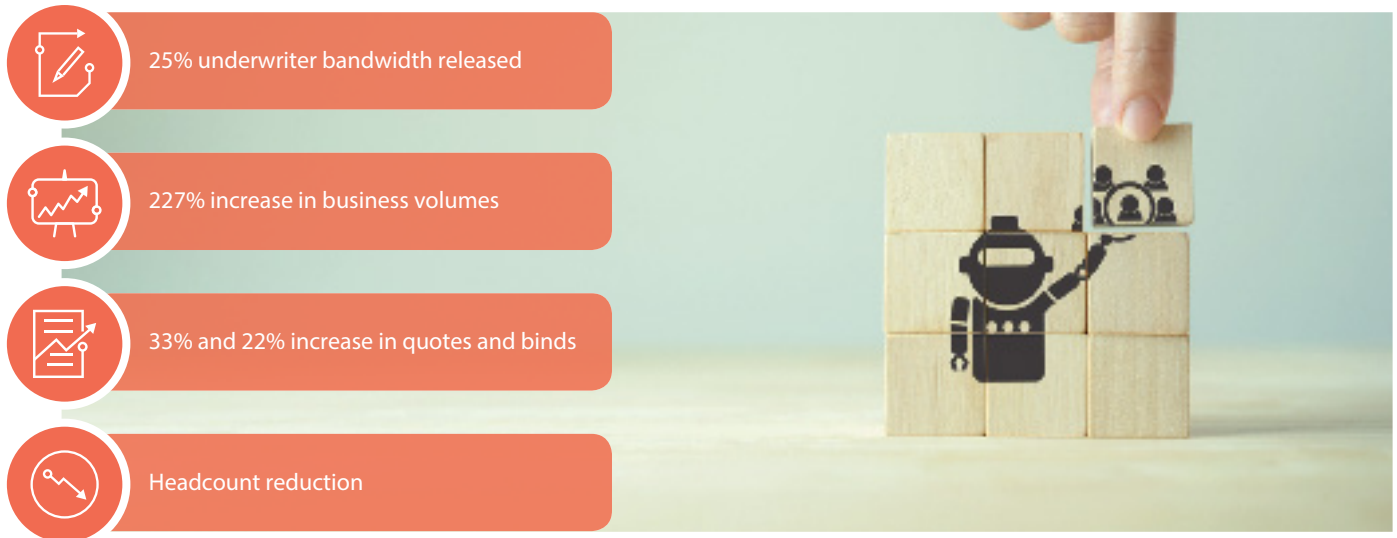 25% underwriter bandwidth released
227% increase in business volumes
33% and 22% increase in quotes and binds
Headcount reduction